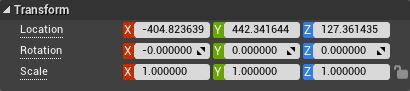 Transform
Location X -404.823639 Y 442.341644 Z 127.361435
Rotation X -0.000000 Y 0.000000 Z 0.000000
Scale X 1.000000 Y 1.000000 Z 1.000000